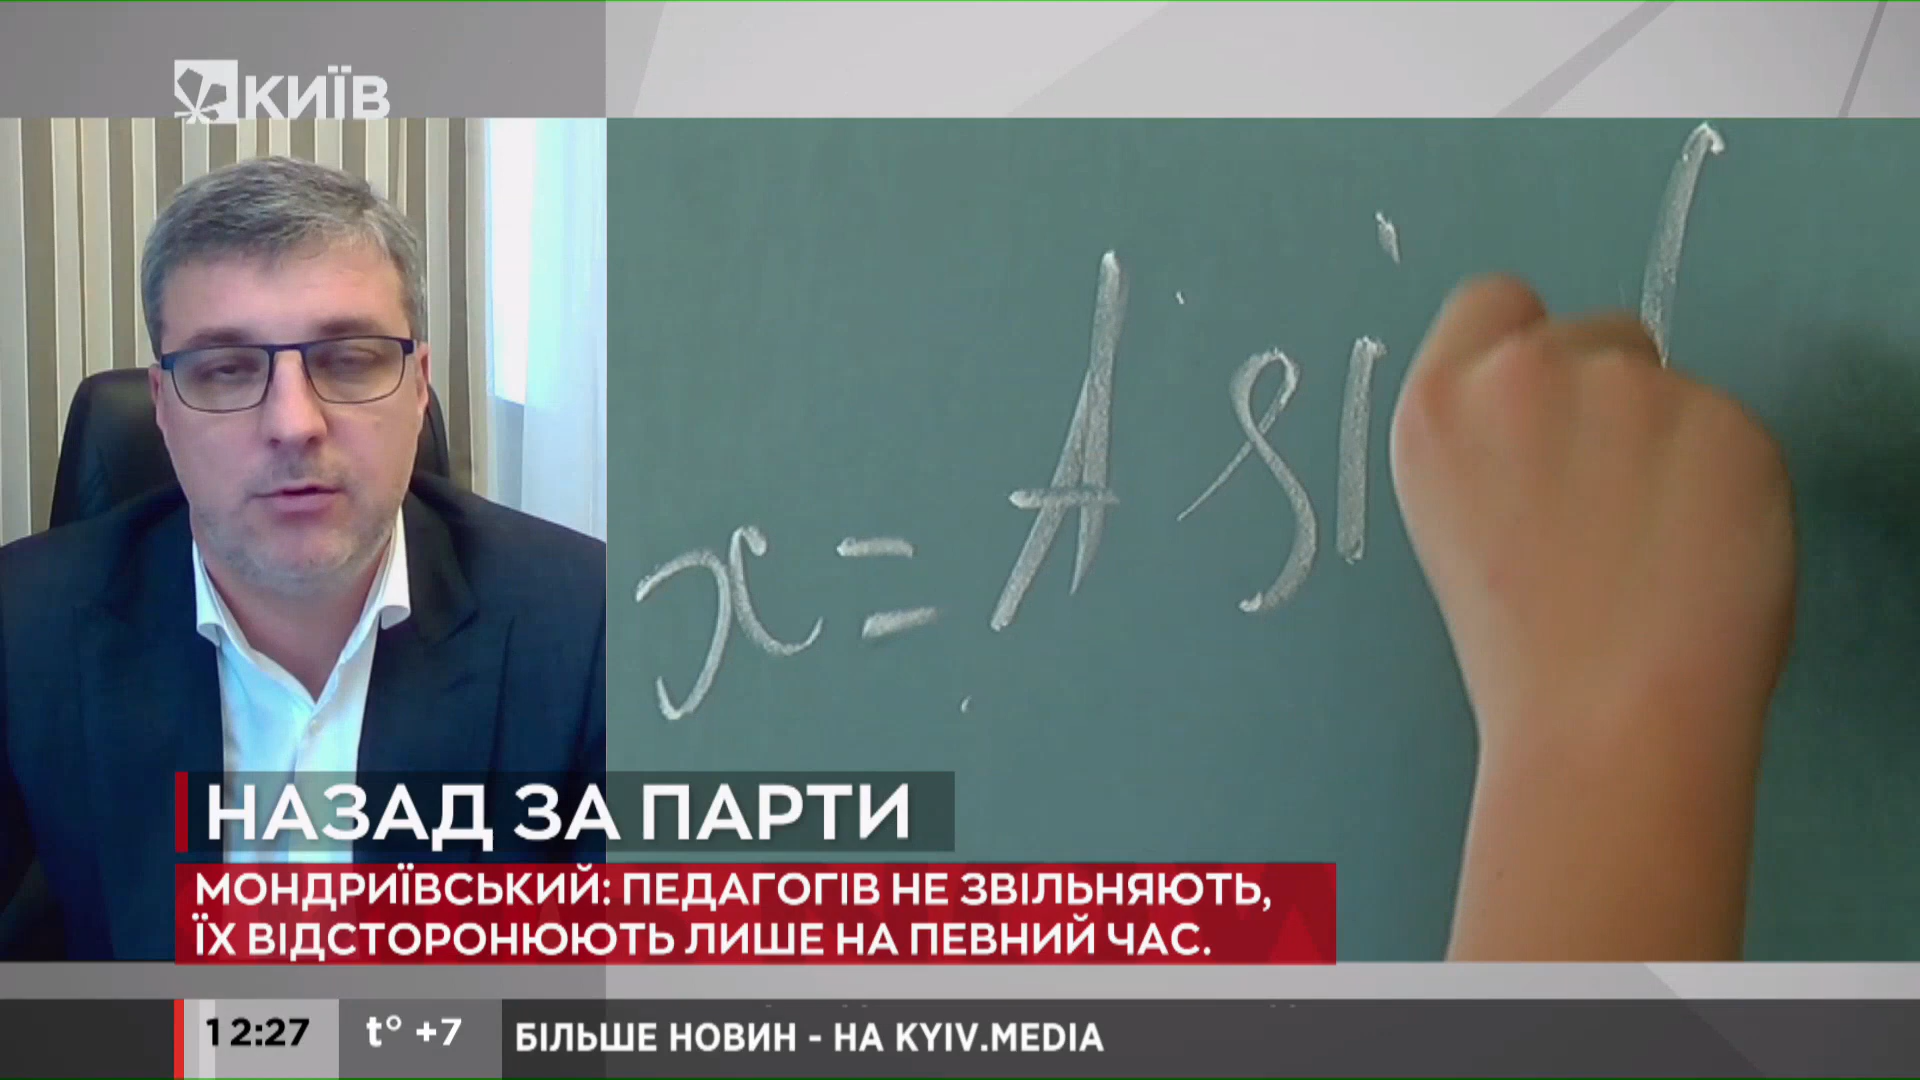 КИЇВ
x = A si
НАЗАД ЗА ПАРТИ
МОНДРИЇВСЬКИЙ: ПЕДАГОГІВ НЕ ЗВІЛЬНЯЮТЬ,
ЇХ ВІДСТОРОНЮЮТЬ ЛИШЕ НА ПЕВНИЙ ЧАС.
12:27 t° +7 БІЛЬШЕ НОВИН - НА KYIV.MEDIA